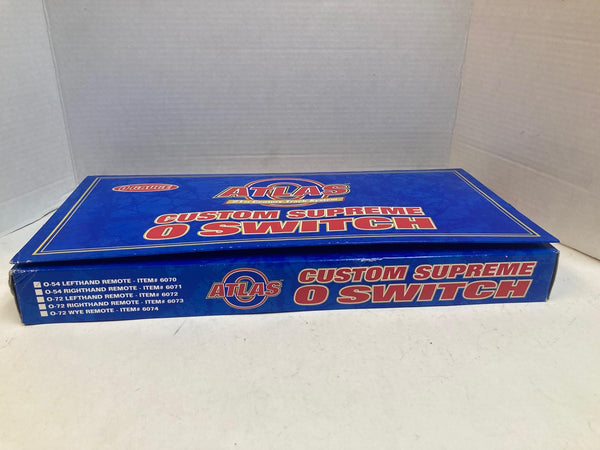 O GAUGE
ATLAS
21st Century Track System
CUSTOM SUPREME
O SWITCH
O-54 LEFTHAND REMOTE - ITEM# 6070
O-54 RIGHTHAND REMOTE - ITEM# 6071
O-72 LEFTHAND REMOTE - ITEM# 6072
O-72 RIGHTHAND REMOTE - ITEM# 6073
O-72 WYE REMOTE - ITEM# 6074
ATLAS
CUSTOM SUPREME
O SWITCH